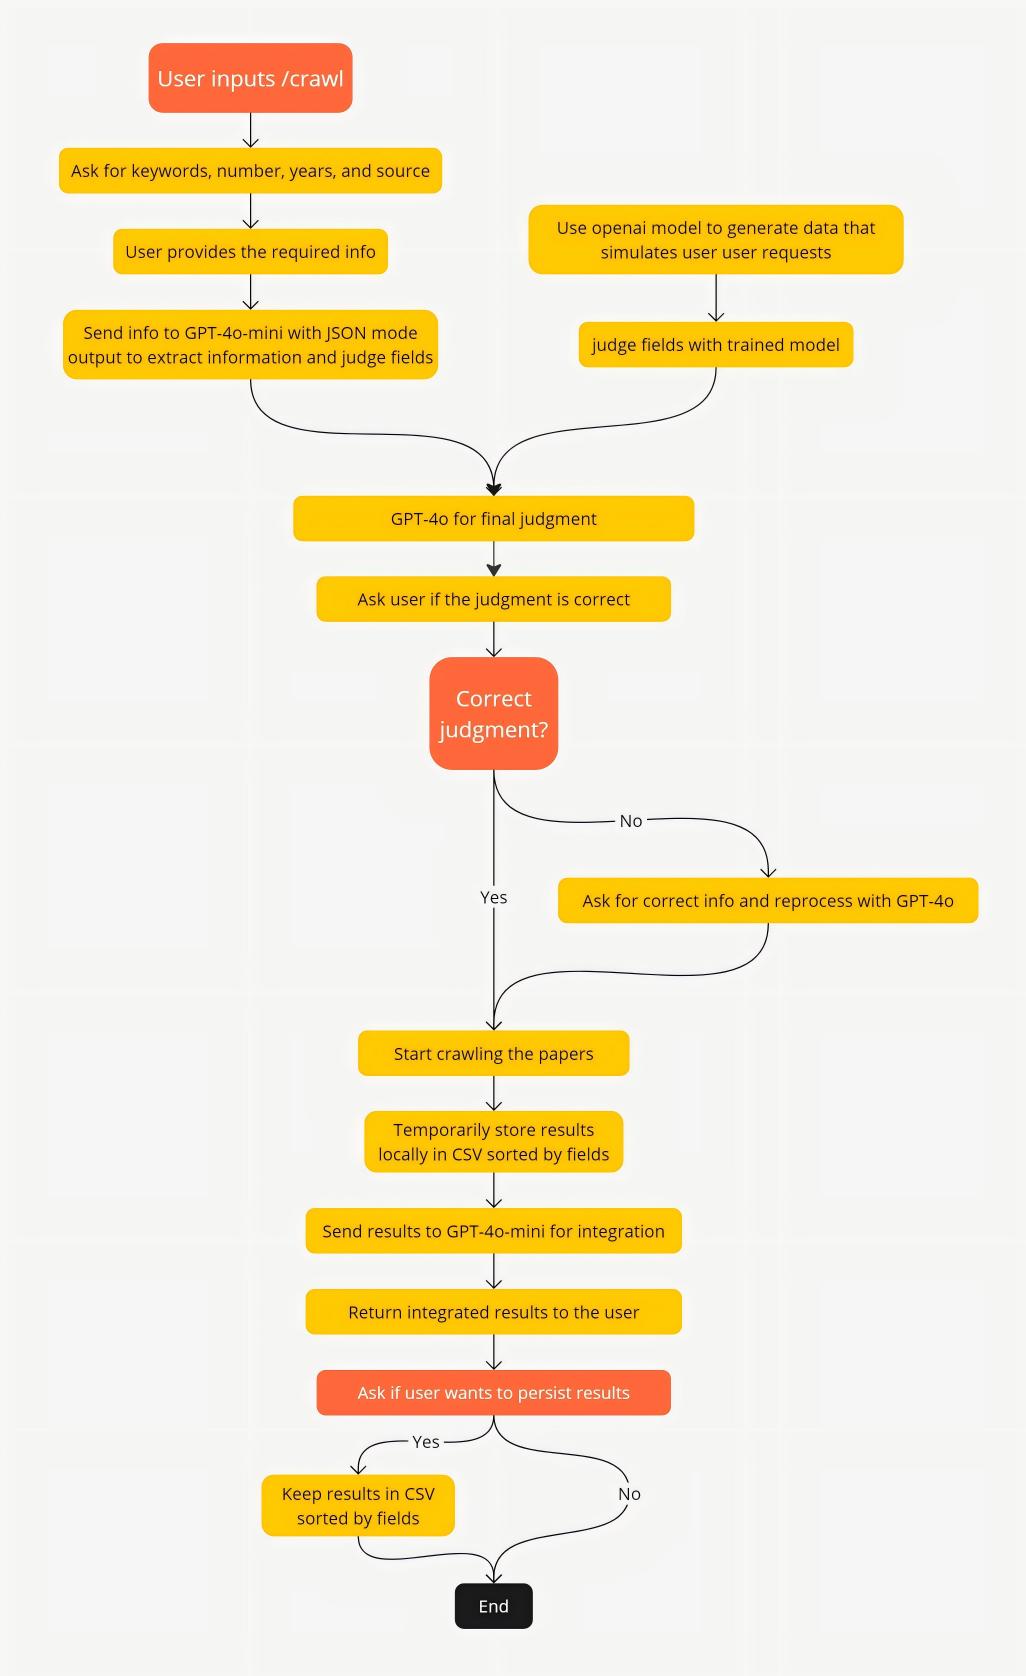 User inputs /crawl
Ask for keywords, number, years, and source
User provides the required info
Send info to GPT-4o-mini with JSON mode
output to extract information and judge fields
Use openai model to generate data that
simulates user user requests
judge fields with trained model
GPT-4o for final judgment
Ask user if the judgment is correct
Correct
judgment?
No
Yes
Ask for correct info and reprocess with GPT-4o
Start crawling the papers
Temporarily store results
locally in CSV sorted by fields
Send results to GPT-4o-mini for integration
Return integrated results to the user
Ask if user wants to persist results
Yes
No
Keep results in CSV
sorted by fields
End